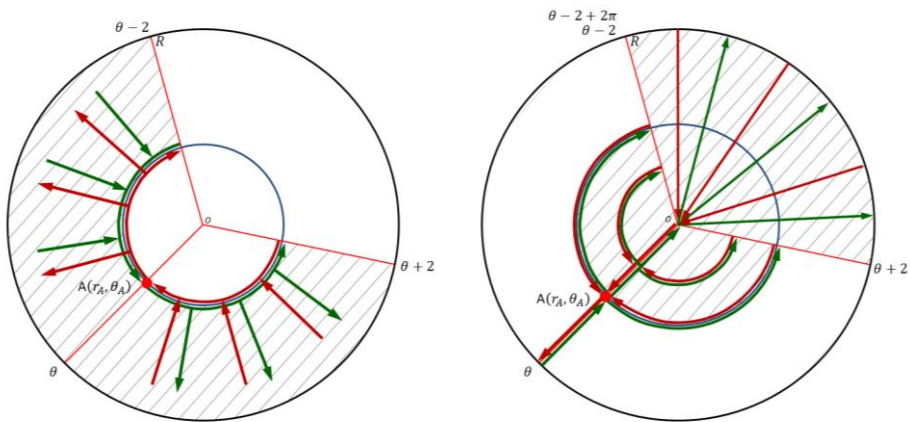 θ − 2
R
o
θ + 2
A(r_A, θ_A)
θ
θ − 2 + 2π
θ − 2
R
o
θ + 2
A(r_A, θ_A)
θ